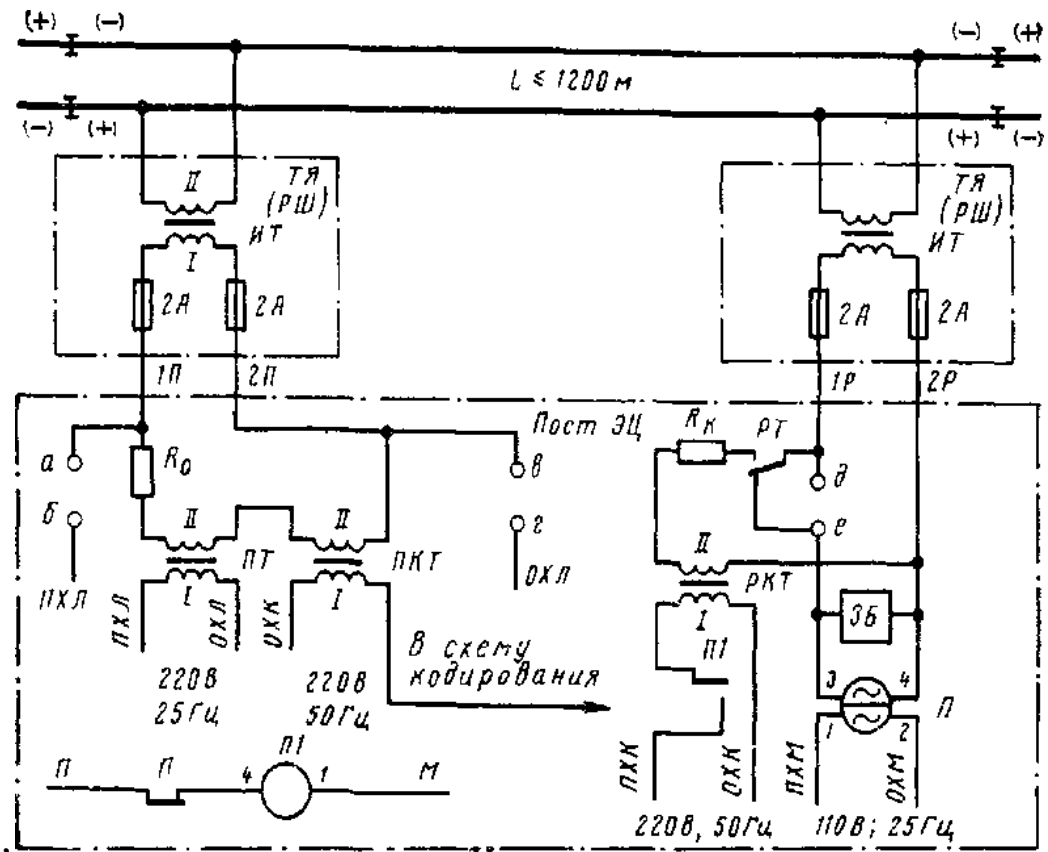 (+) (-) (-) (+)
L ≤ 1200 м
(-) (+) (+) (-)
ТЯ (РШ)
II
ИТ
I
2А 2А
ТЯ (РШ)
ИТ
2А 2А
1П 2П
1Р 2Р
Пост ЭЦ
а
б
R₀
II
ПТ
I
II
ПКТ
I
в
г
ПХЛ
ПХЛ
ОХЛ
ОХК
ОХЛ
220В
25Гц
220В
50Гц
В схему
кодирования
Rк РТ
д
е
II
РКТ
I
П1
ЗБ
3 4
П
1 2
ПХК
ОХК
ПХМ
ОХМ
220В, 50Гц 110В; 25Гц
П П 4 П1 1 М